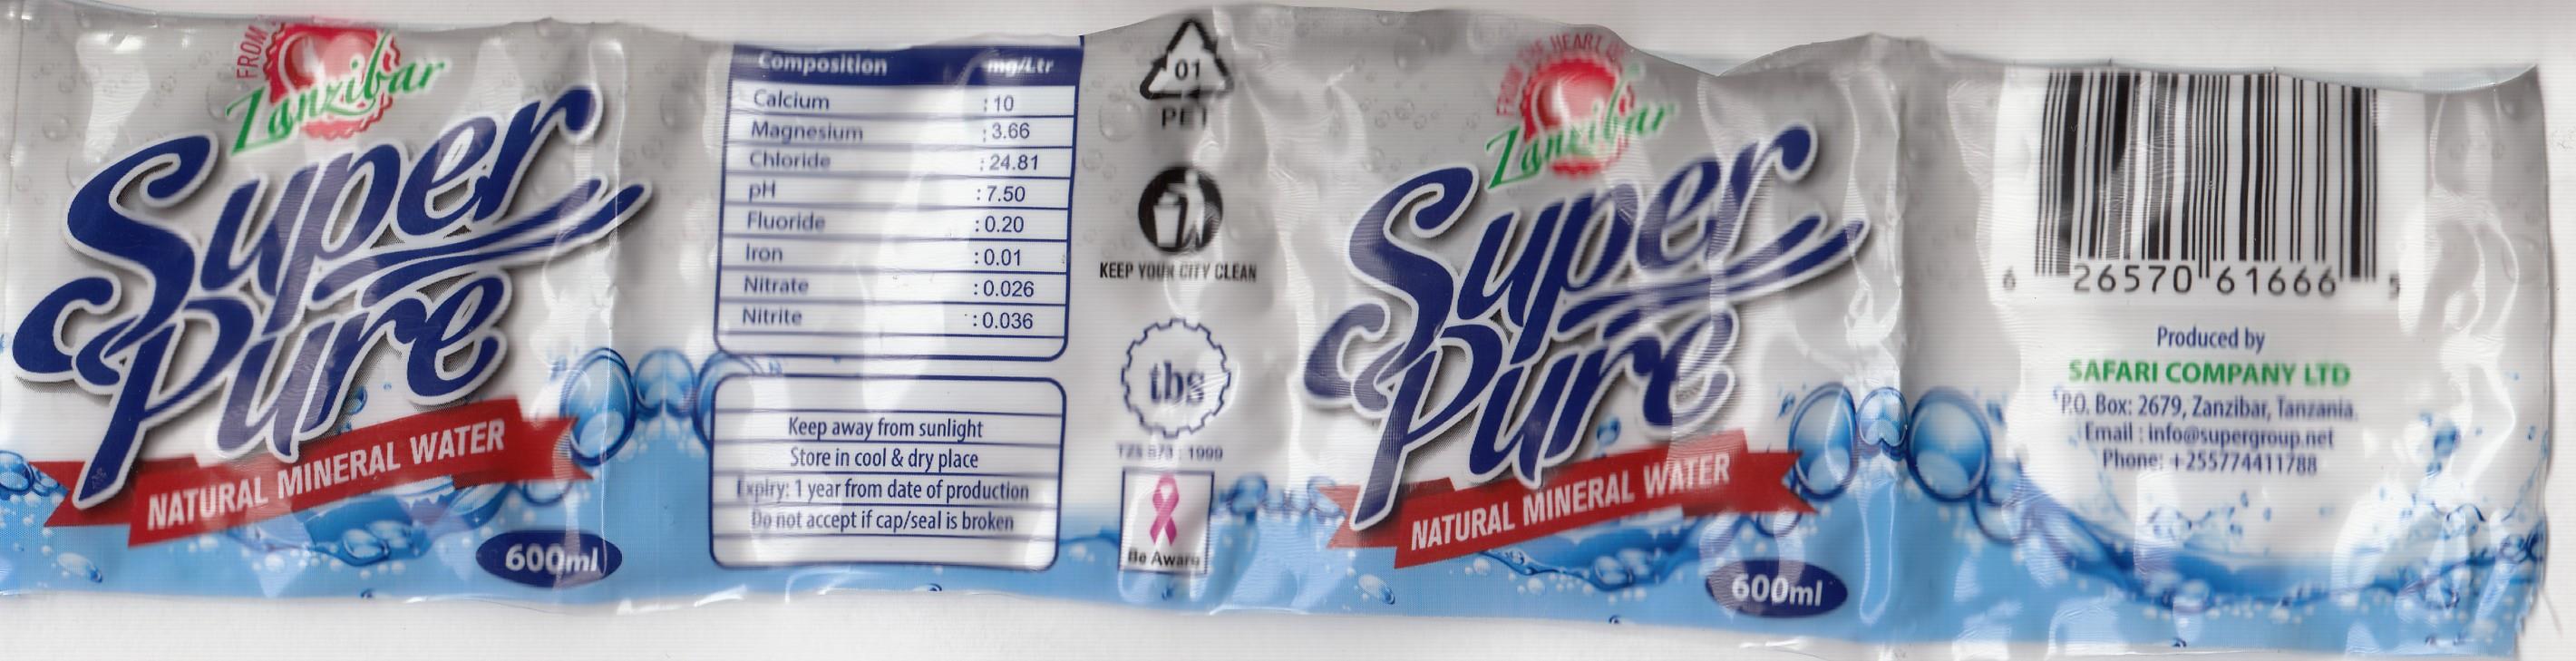 FROM
Zanzibar
Super
Pure
NATURAL MINERAL WATER
600ml
Composition mg/Ltr
Calcium : 10
Magnesium : 3.66
Chloride : 24.81
pH : 7.50
Fluoride : 0.20
Iron : 0.01
Nitrate : 0.026
Nitrite : 0.036
Keep away from sunlight
Store in cool & dry place
Expiry: 1 year from date of production
Do not accept if cap/seal is broken
01
PET
KEEP YOUR CITY CLEAN
tbs
TZS 573 : 1999
Be Aware
FROM THE HEART OF
Zanzibar
Super
Pure
NATURAL MINERAL WATER
600ml
6 26570 61666 5
Produced by
SAFARI COMPANY LTD
P.O. Box: 2679, Zanzibar, Tanzania.
Email : info@supergroup.net
Phone: +255774411788